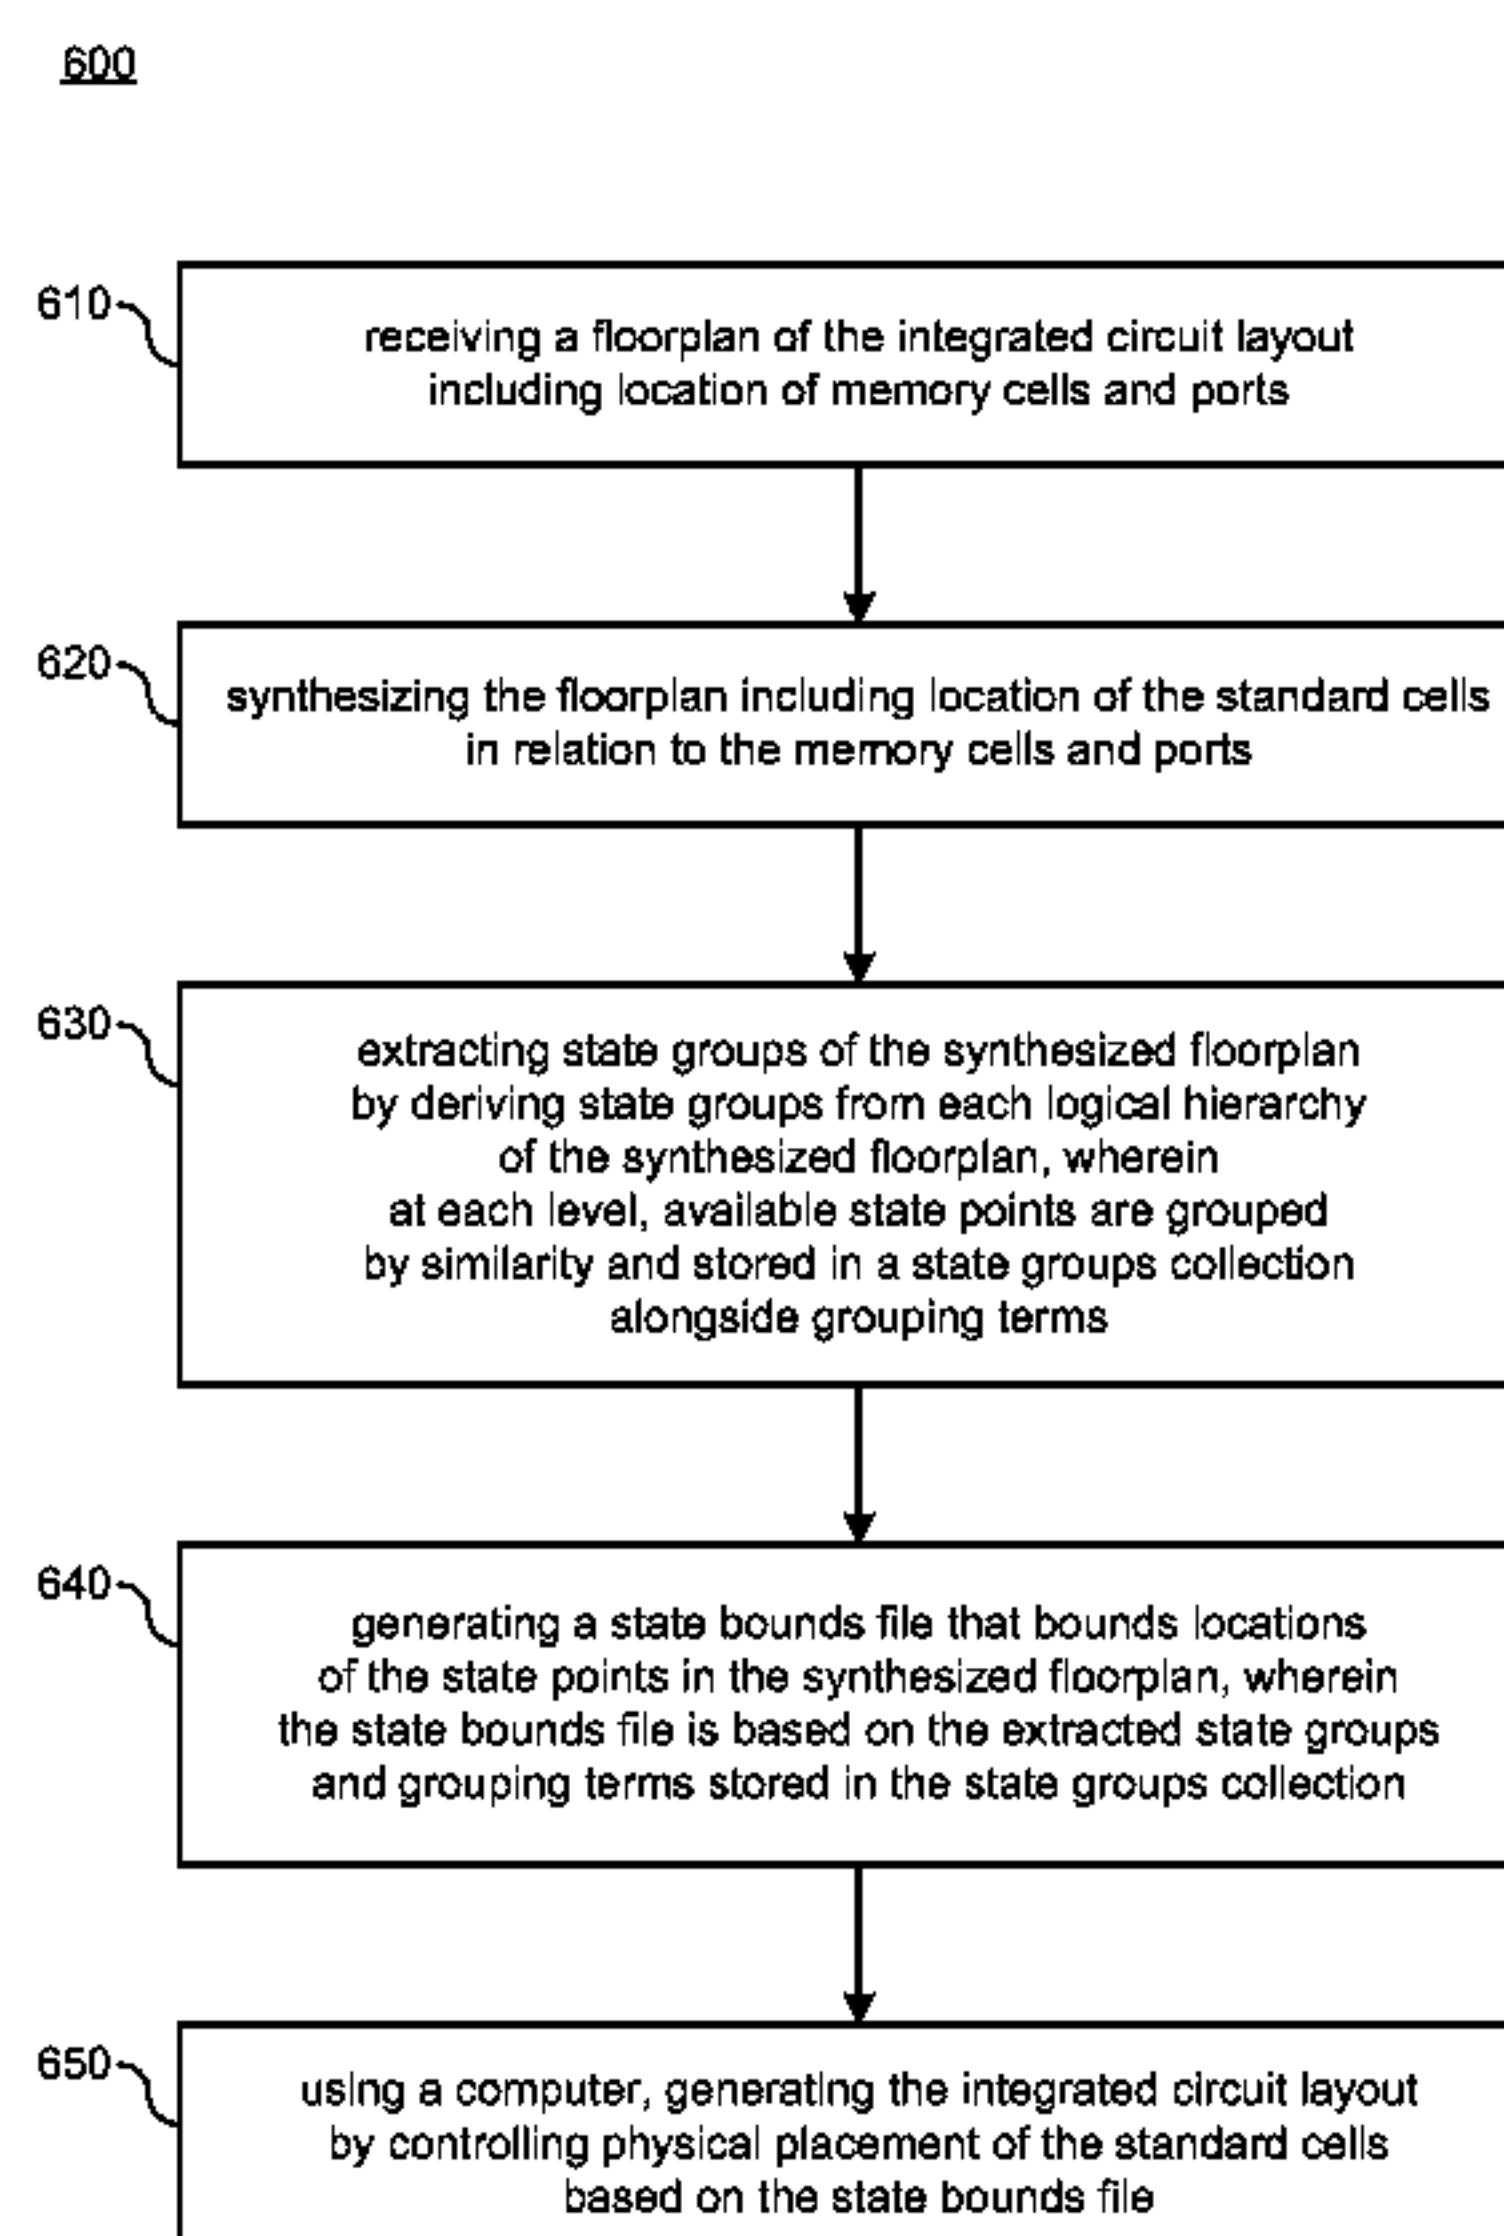 600
610
receiving a floorplan of the integrated circuit layout
including location of memory cells and ports
620
synthesizing the floorplan including location of the standard cells
in relation to the memory cells and ports
630
extracting state groups of the synthesized floorplan
by deriving state groups from each logical hierarchy
of the synthesized floorplan, wherein
at each level, available state points are grouped
by similarity and stored in a state groups collection
alongside grouping terms
640
generating a state bounds file that bounds locations
of the state points in the synthesized floorplan, wherein
the state bounds file is based on the extracted state groups
and grouping terms stored in the state groups collection
650
using a computer, generating the integrated circuit layout
by controlling physical placement of the standard cells
based on the state bounds file